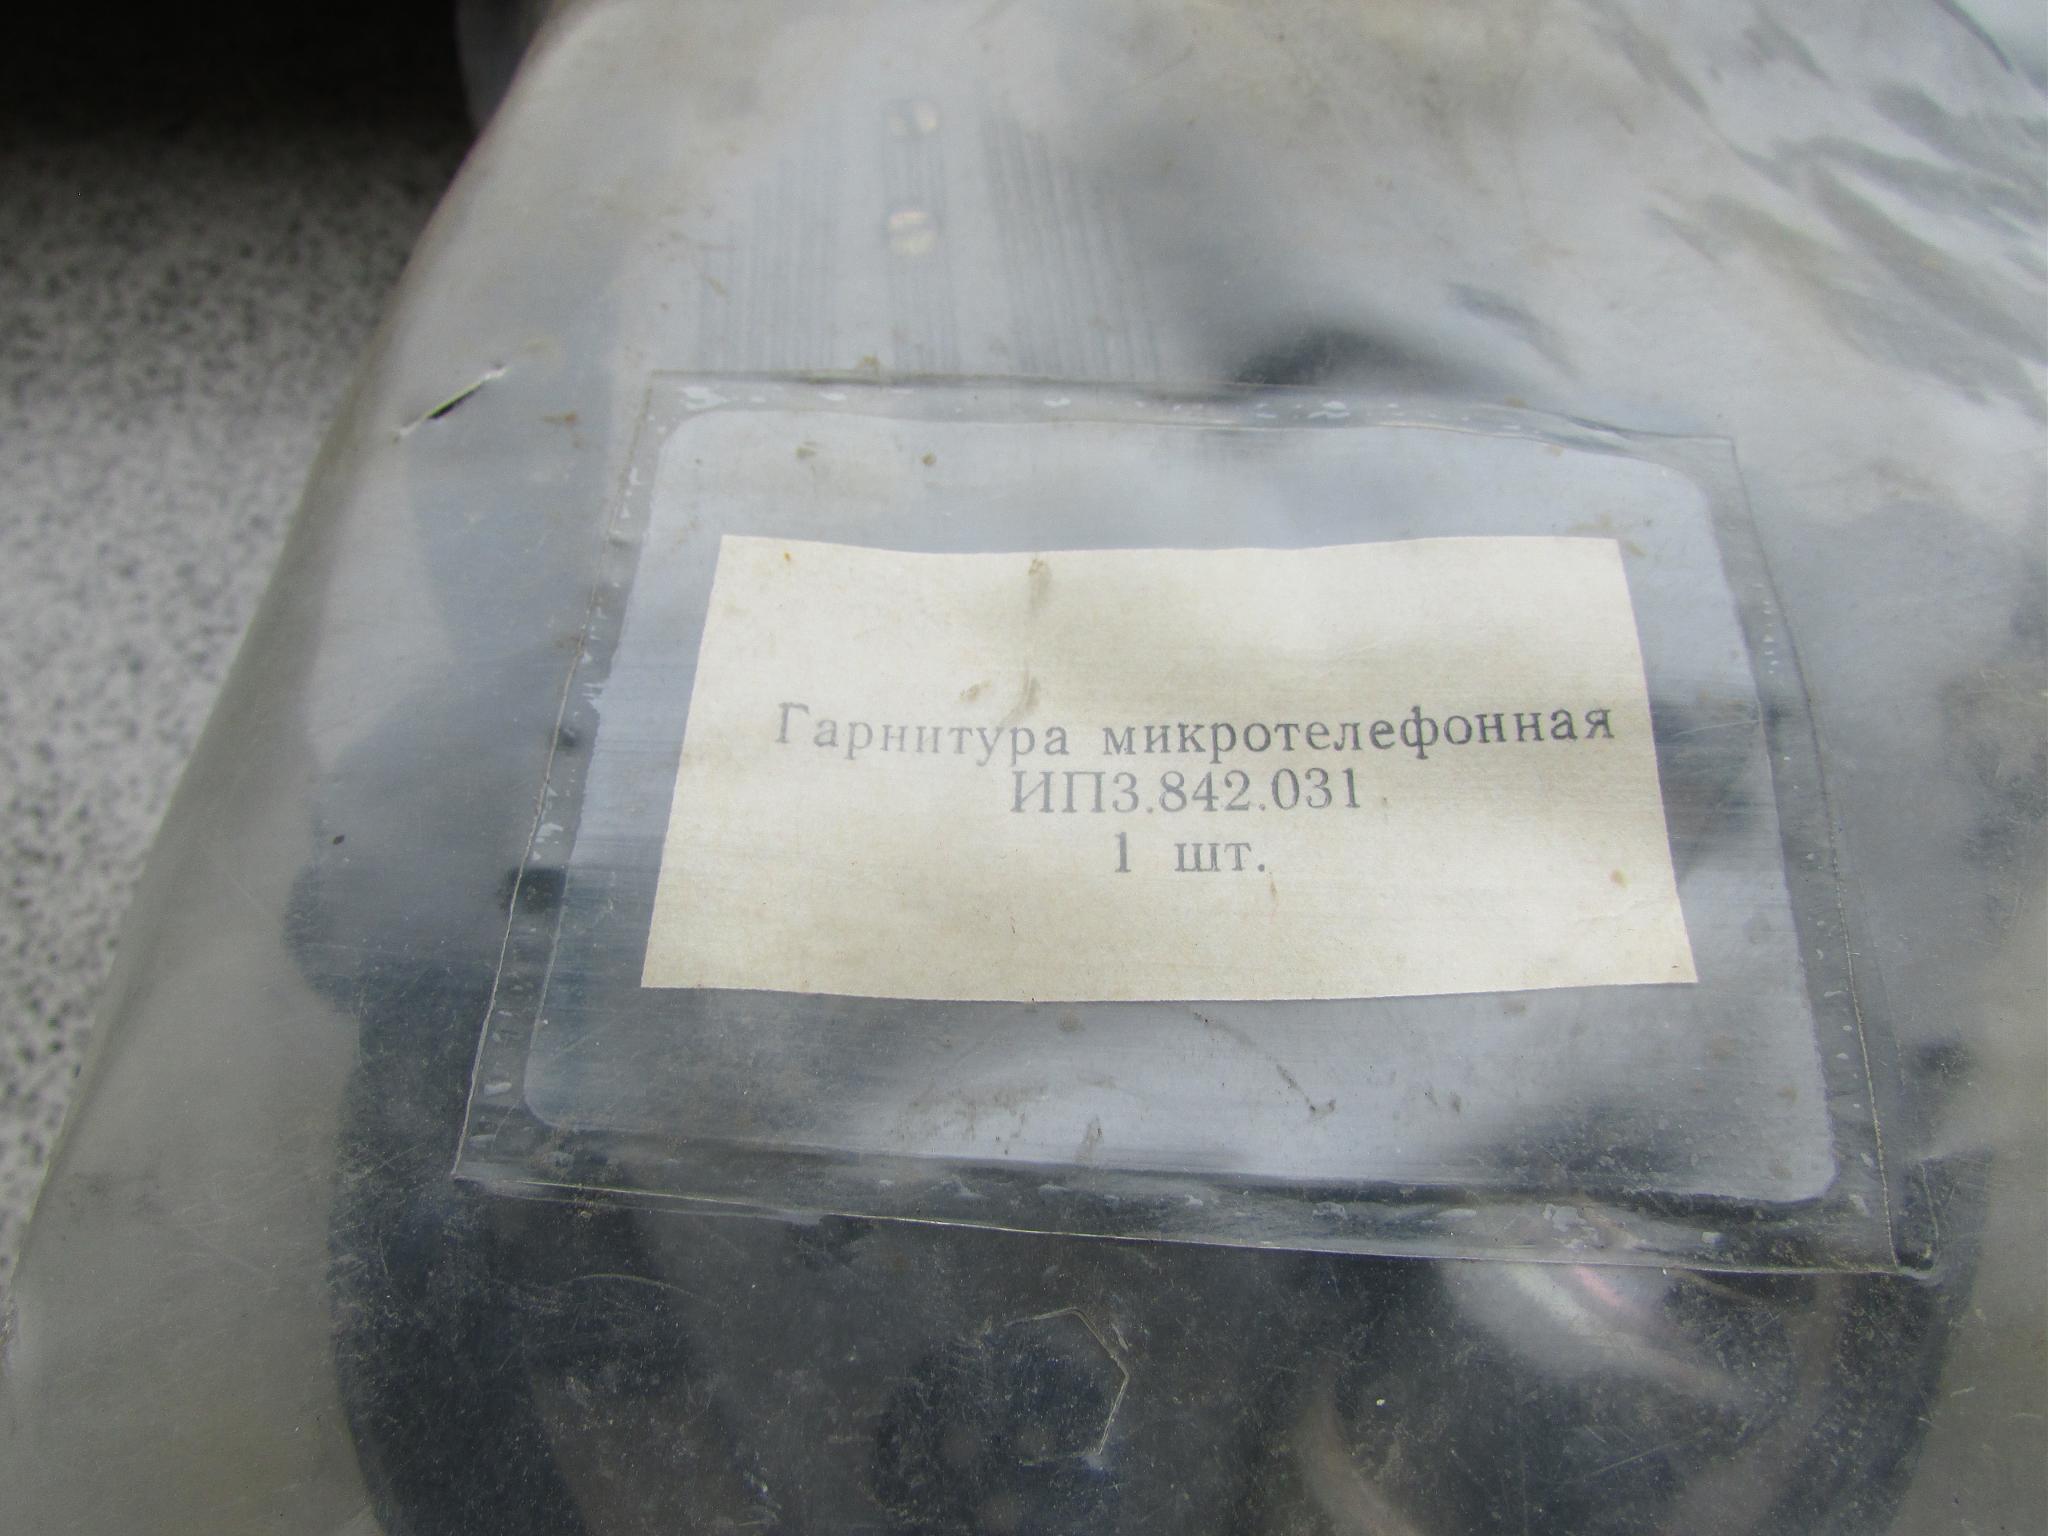 Гарнитура микротелефонная
ИП3.842.031
1 шт.